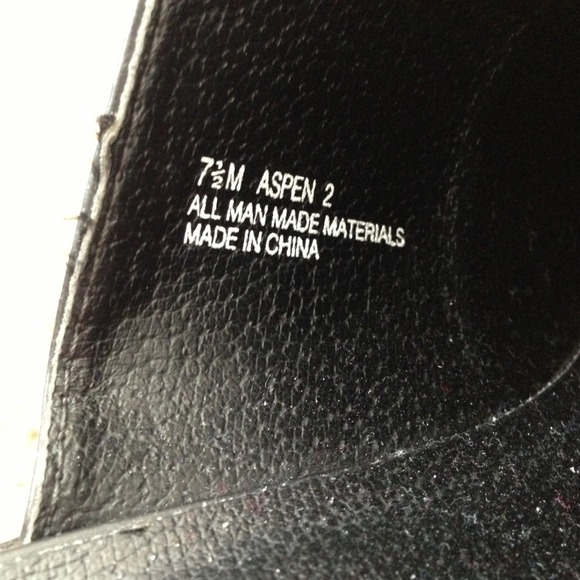 7½M ASPEN 2
ALL MAN MADE MATERIALS
MADE IN CHINA